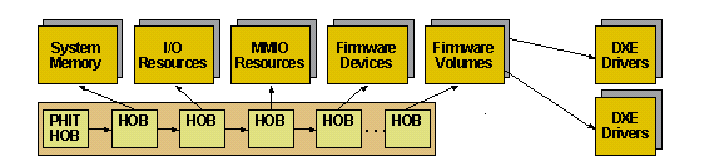 System
Memory
I/O
Resources
MMIO
Resources
Firmware
Devices
Firmware
Volumes
DXE
Drivers
PHIT
HOB
HOB
HOB
HOB
HOB
. . .
HOB
DXE
Drivers